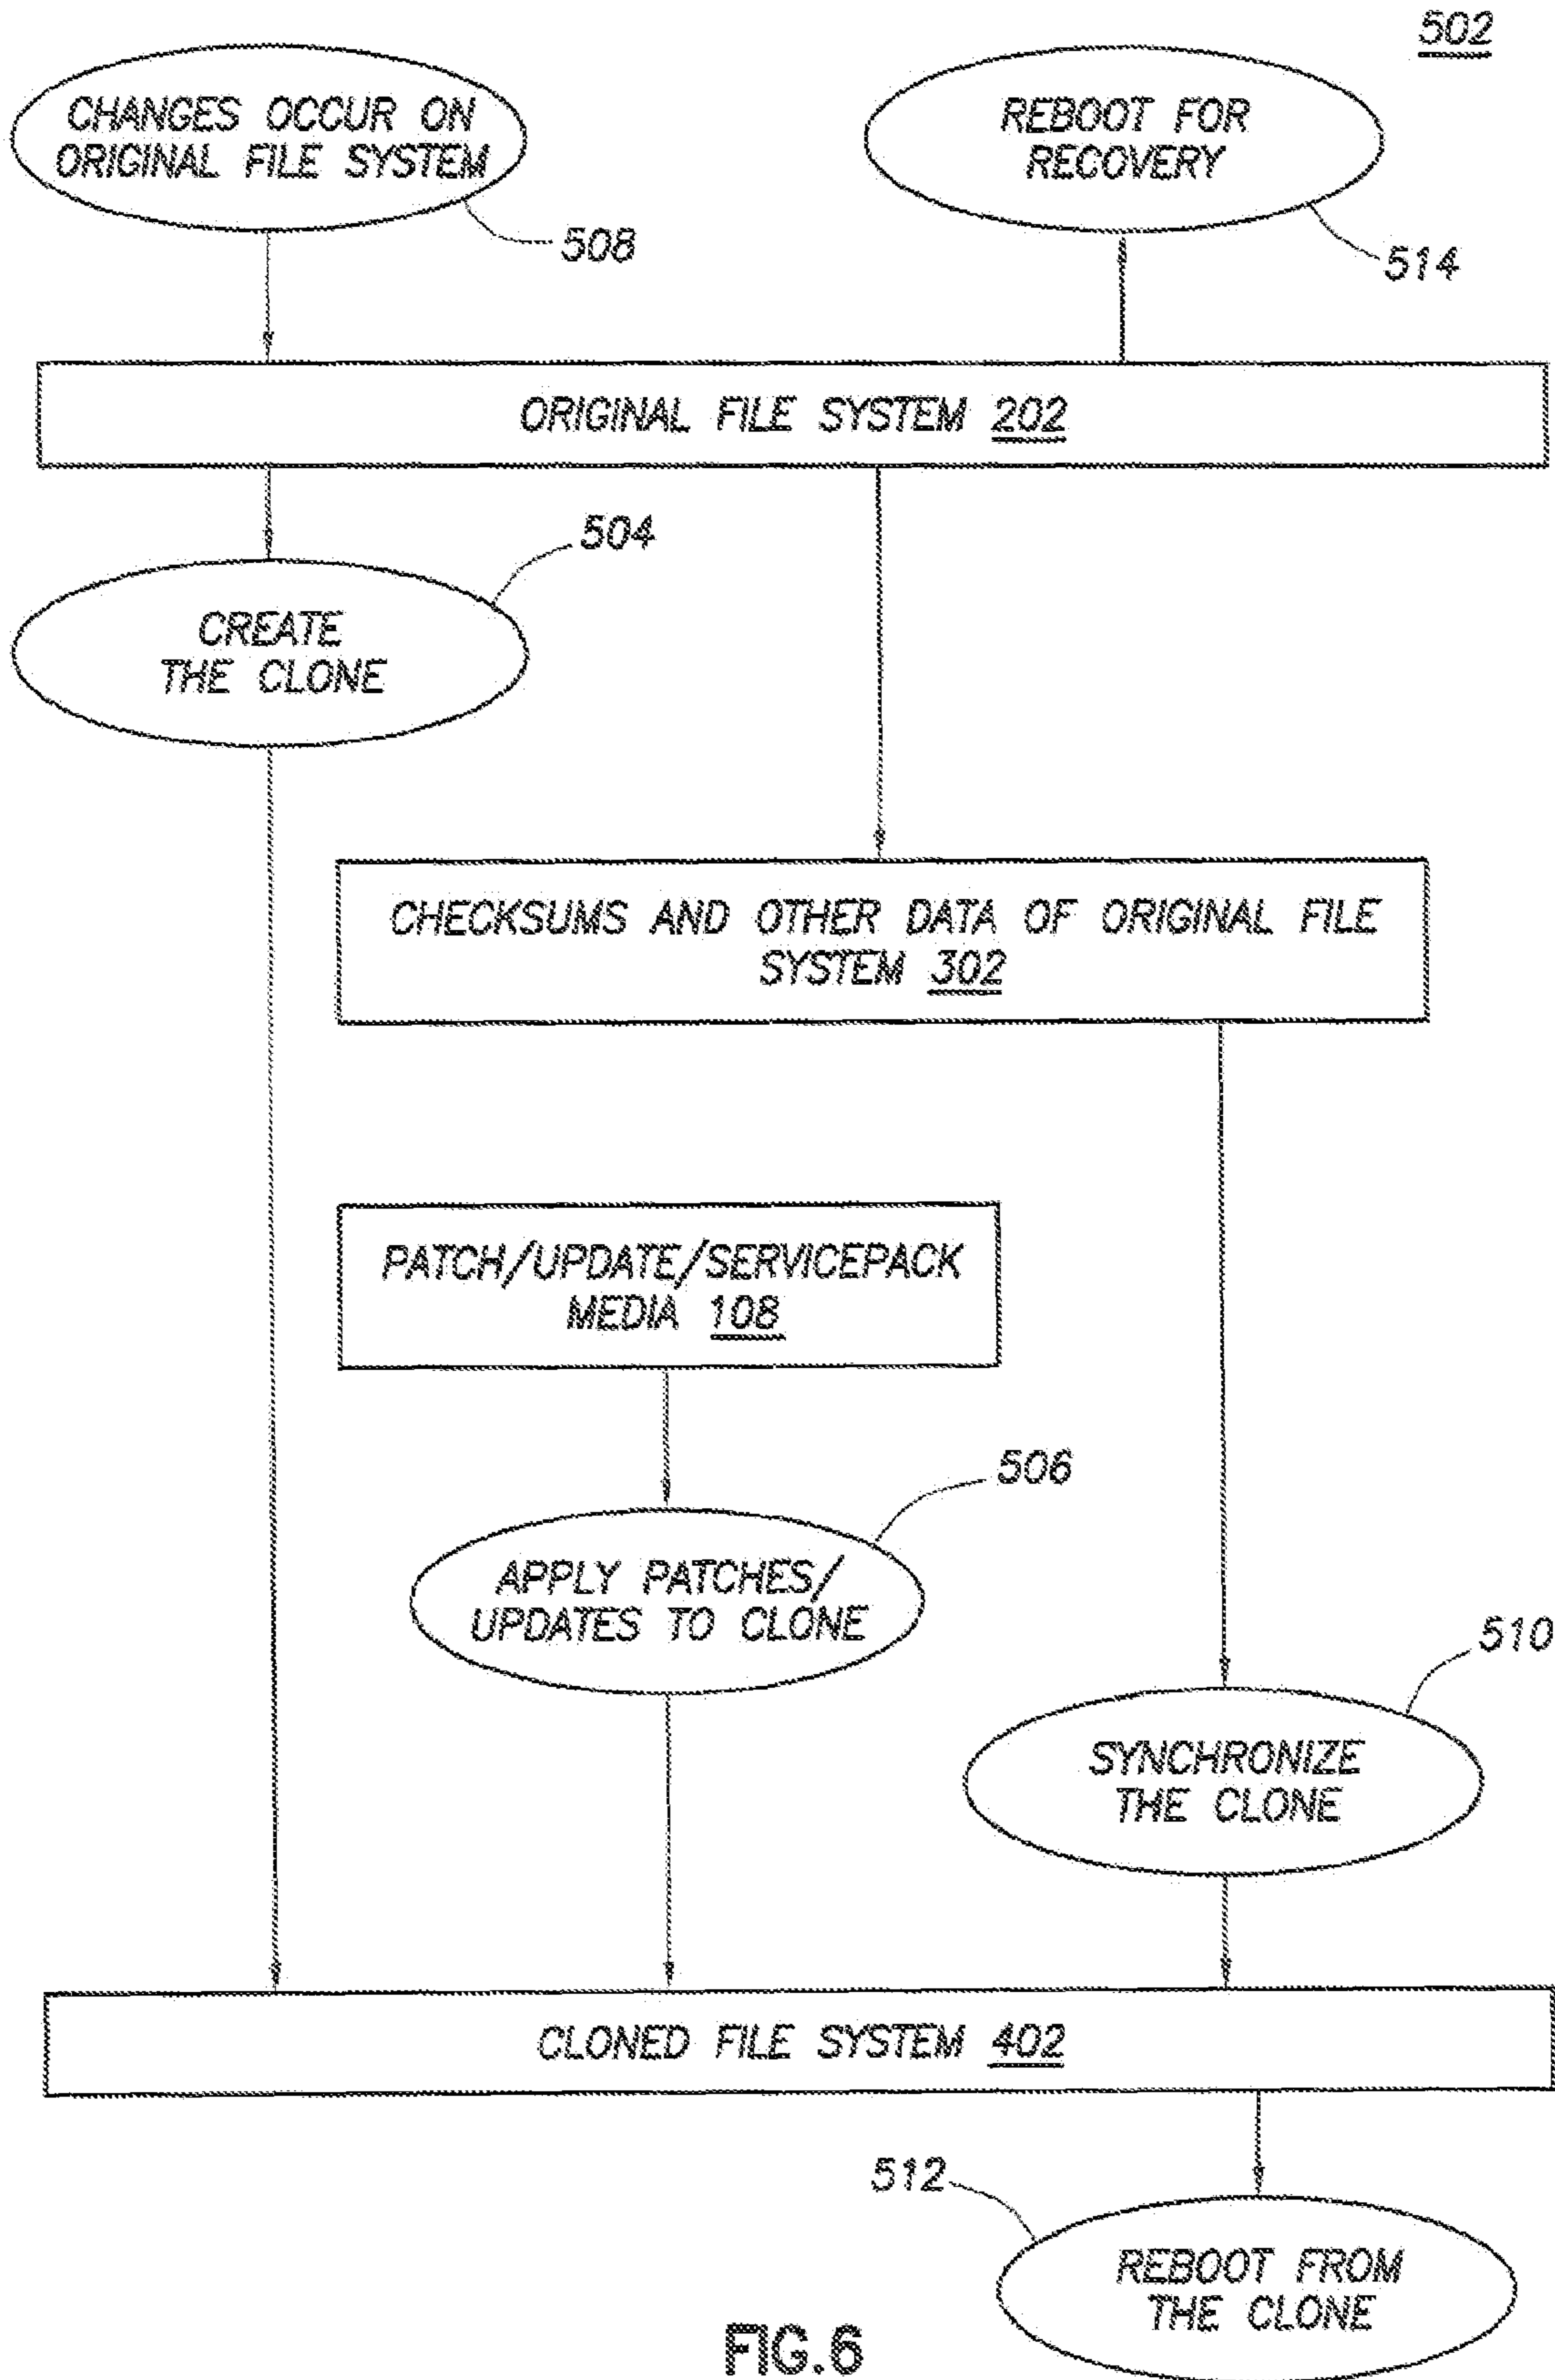 502
CHANGES OCCUR ON
ORIGINAL FILE SYSTEM
508
REBOOT FOR
RECOVERY
514
ORIGINAL FILE SYSTEM 202
504
CREATE
THE CLONE
CHECKSUMS AND OTHER DATA OF ORIGINAL FILE
SYSTEM 302
PATCH/UPDATE/SERVICEPACK
MEDIA 108
506
APPLY PATCHES/
UPDATES TO CLONE
510
SYNCHRONIZE
THE CLONE
CLONED FILE SYSTEM 402
512
REBOOT FROM
THE CLONE
FIG.6